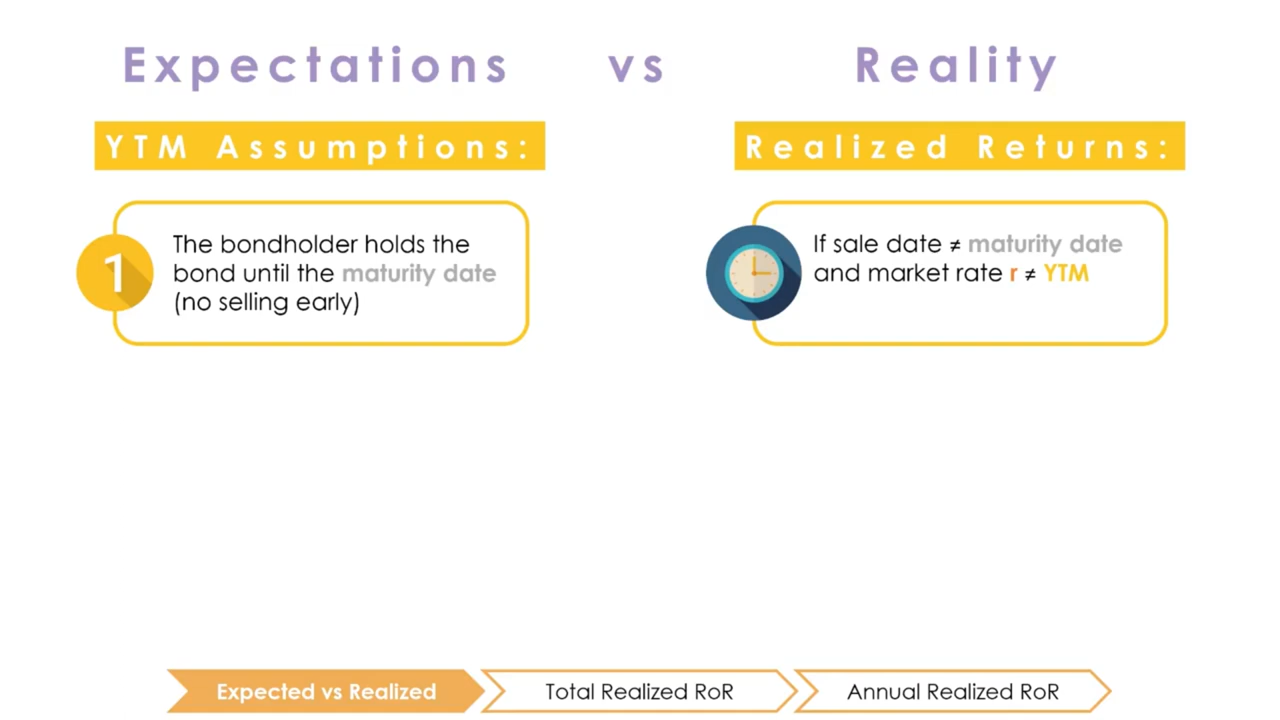 Expectations vs Reality
YTM Assumptions:
Realized Returns:
1
The bondholder holds the
bond until the maturity date
(no selling early)
If sale date ≠ maturity date
and market rate r ≠ YTM
Expected vs Realized
Total Realized RoR
Annual Realized RoR